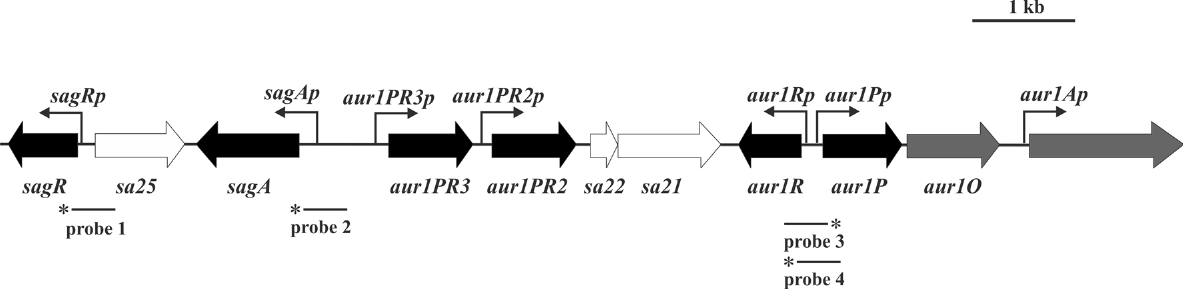 1 kb
sagRp sagAp aur1PR3p aur1PR2p aur1Rp aur1Pp aur1Ap
sagR sa25 sagA aur1PR3 aur1PR2 sa22 sa21 aur1R aur1P aur1O
* * *
probe 1 probe 2 probe 3
*
probe 4